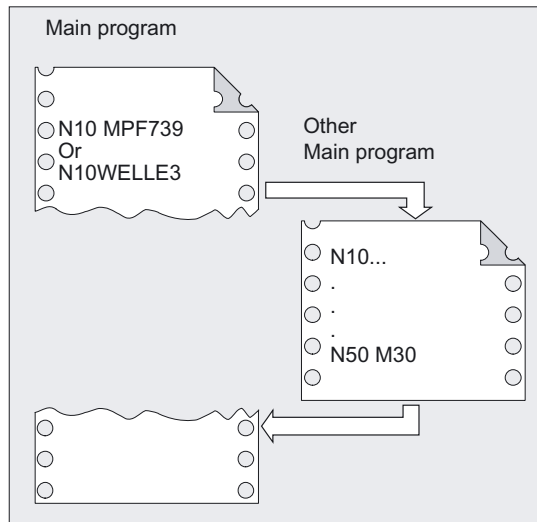 Main program
N10 MPF739
Or
N10WELLE3
Other
Main program
N10...
.
.
.
N50 M30